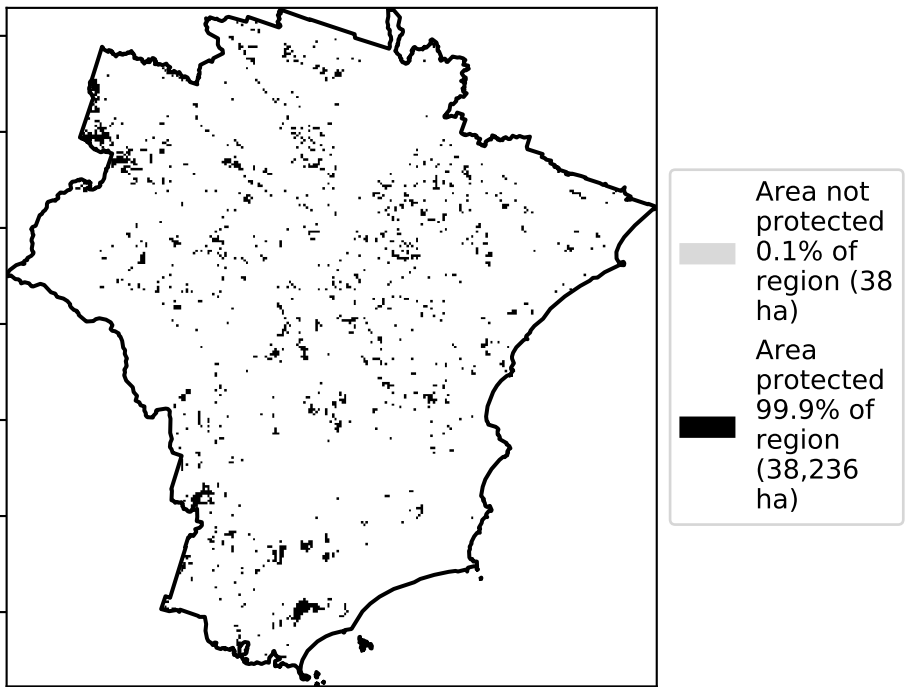 Area not
protected
0.1% of
region (38
ha)
Area
protected
99.9% of
region
(38,236
ha)